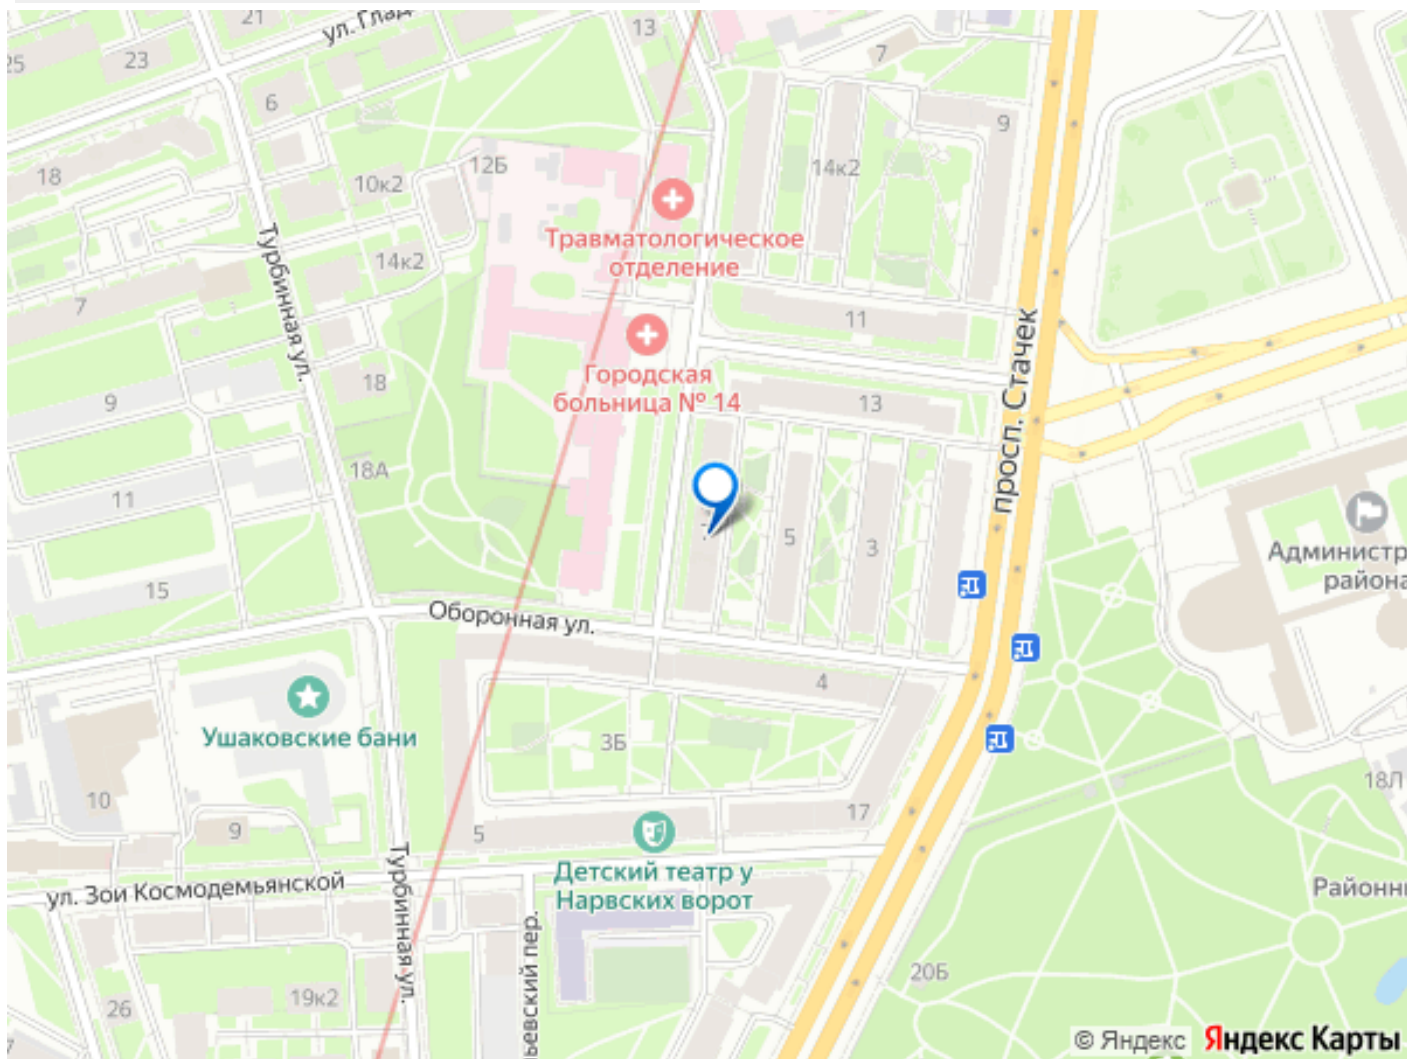 21
ул. Глад
13
25
23
7
6
9
18
12Б
10к2
14к2
Травматологическое
отделение
Турбинная ул.
14к2
7
11
просп. Стачек
18
Городская
больница № 14
9
13
18А
11
5
3
Администр
района
15
Оборонная ул.
4
Ушаковские бани
3Б
18Л
10
17
9
5
Детский театр у
Нарвских ворот
ул. Зои Космодемьянской
Турбинная ул.
Районны
ьевский пер.
20Б
19к2
26
© Яндекс Яндекс Карты